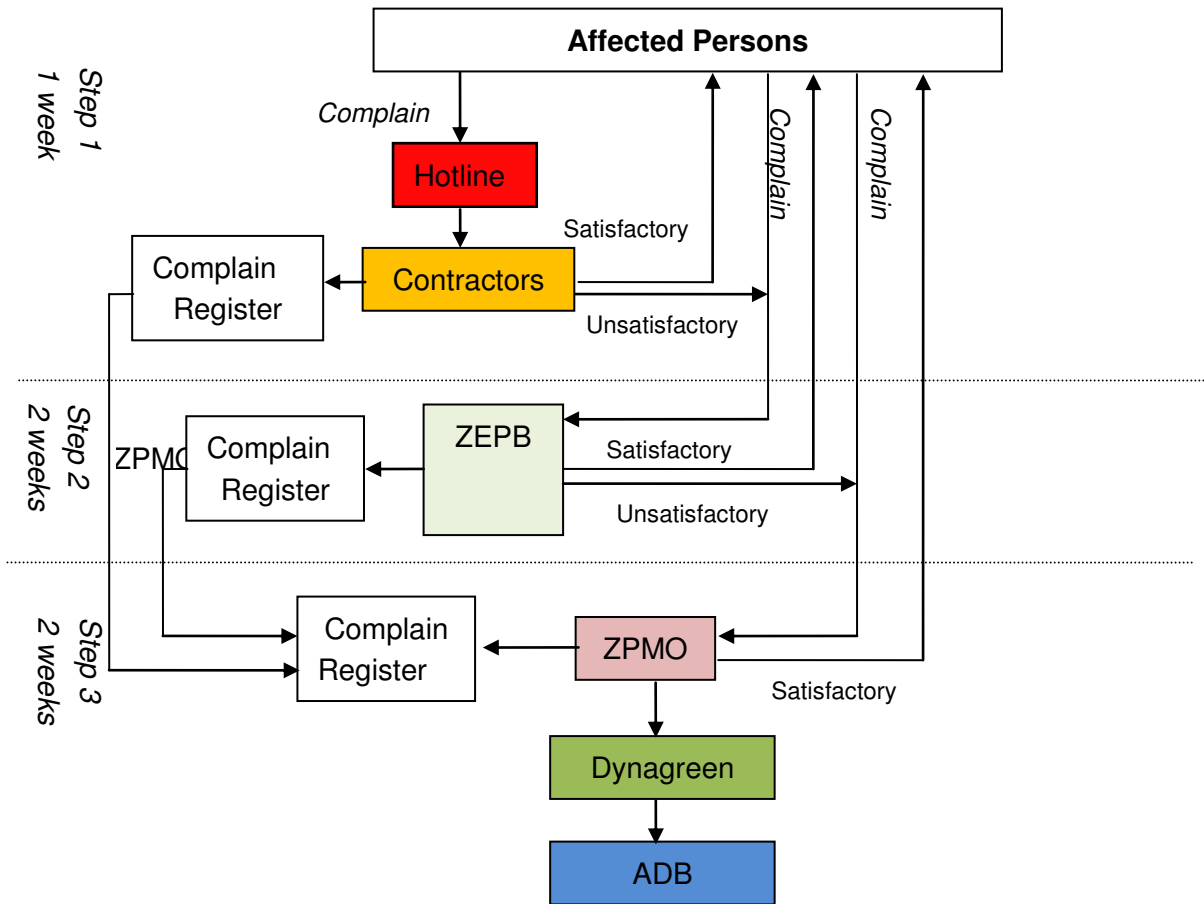 Affected Persons
Step 1
1 week
Complain
Complain
Complain
Hotline
Satisfactory
Complain
Register
Contractors
Unsatisfactory
Step 2
2 weeks
ZPMO
Complain
Register
ZEPB
Satisfactory
Unsatisfactory
Step 3
2 weeks
Complain
Register
ZPMO
Satisfactory
Dynagreen
ADB